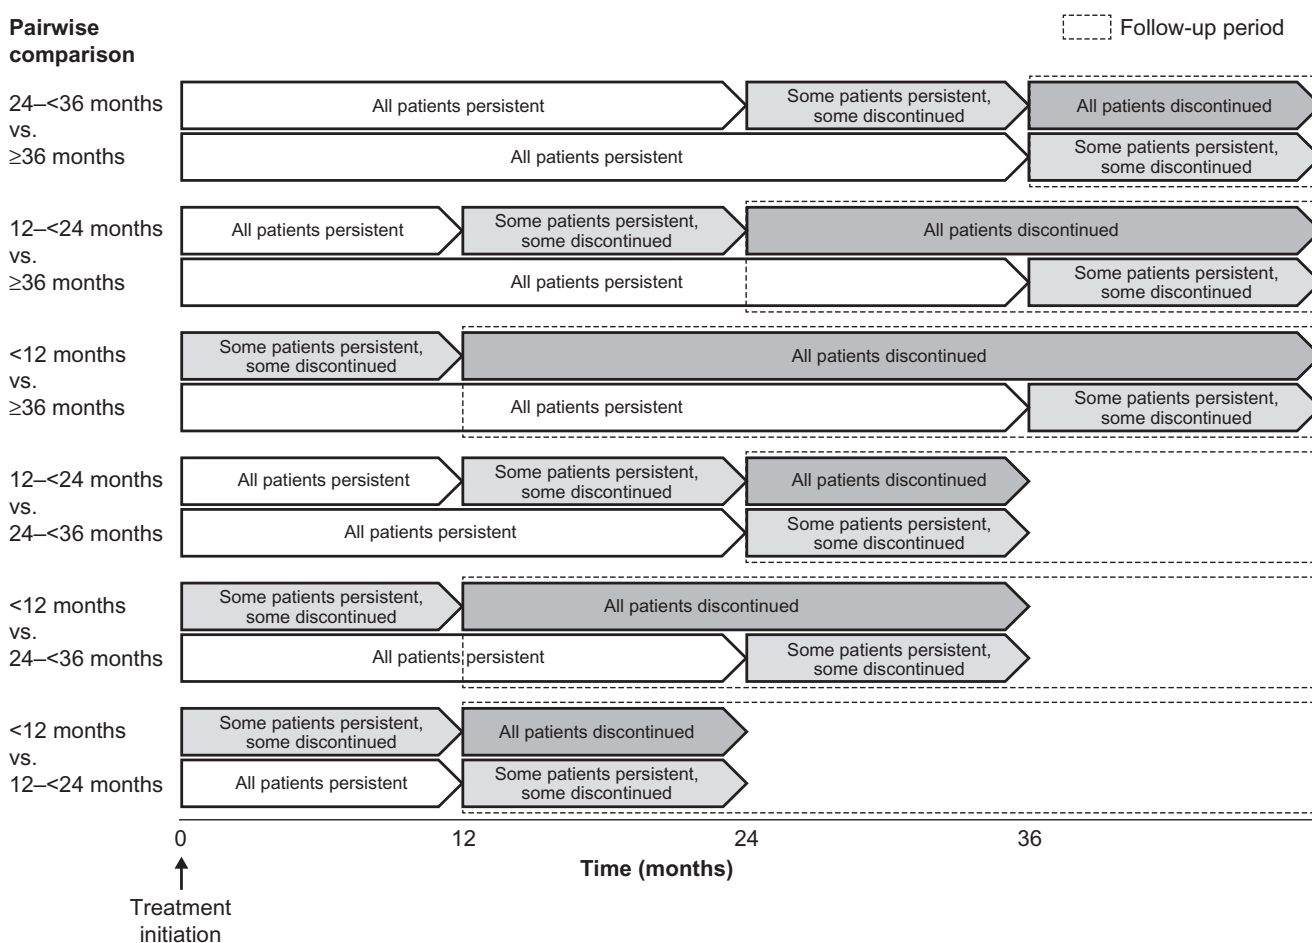 Pairwise
comparison
Follow-up period
24–<36 months
vs.
≥36 months
All patients persistent
Some patients persistent,
some discontinued
All patients discontinued
All patients persistent
Some patients persistent,
some discontinued
12–<24 months
vs.
≥36 months
All patients persistent
Some patients persistent,
some discontinued
All patients discontinued
All patients persistent
Some patients persistent,
some discontinued
<12 months
vs.
≥36 months
Some patients persistent,
some discontinued
All patients discontinued
All patients persistent
Some patients persistent,
some discontinued
12–<24 months
vs.
24–<36 months
All patients persistent
Some patients persistent,
some discontinued
All patients discontinued
All patients persistent
Some patients persistent,
some discontinued
<12 months
vs.
24–<36 months
Some patients persistent,
some discontinued
All patients discontinued
All patients persistent
Some patients persistent,
some discontinued
<12 months
vs.
12–<24 months
Some patients persistent,
some discontinued
All patients discontinued
All patients persistent
Some patients persistent,
some discontinued
0 12 24 36
Time (months)
Treatment
initiation